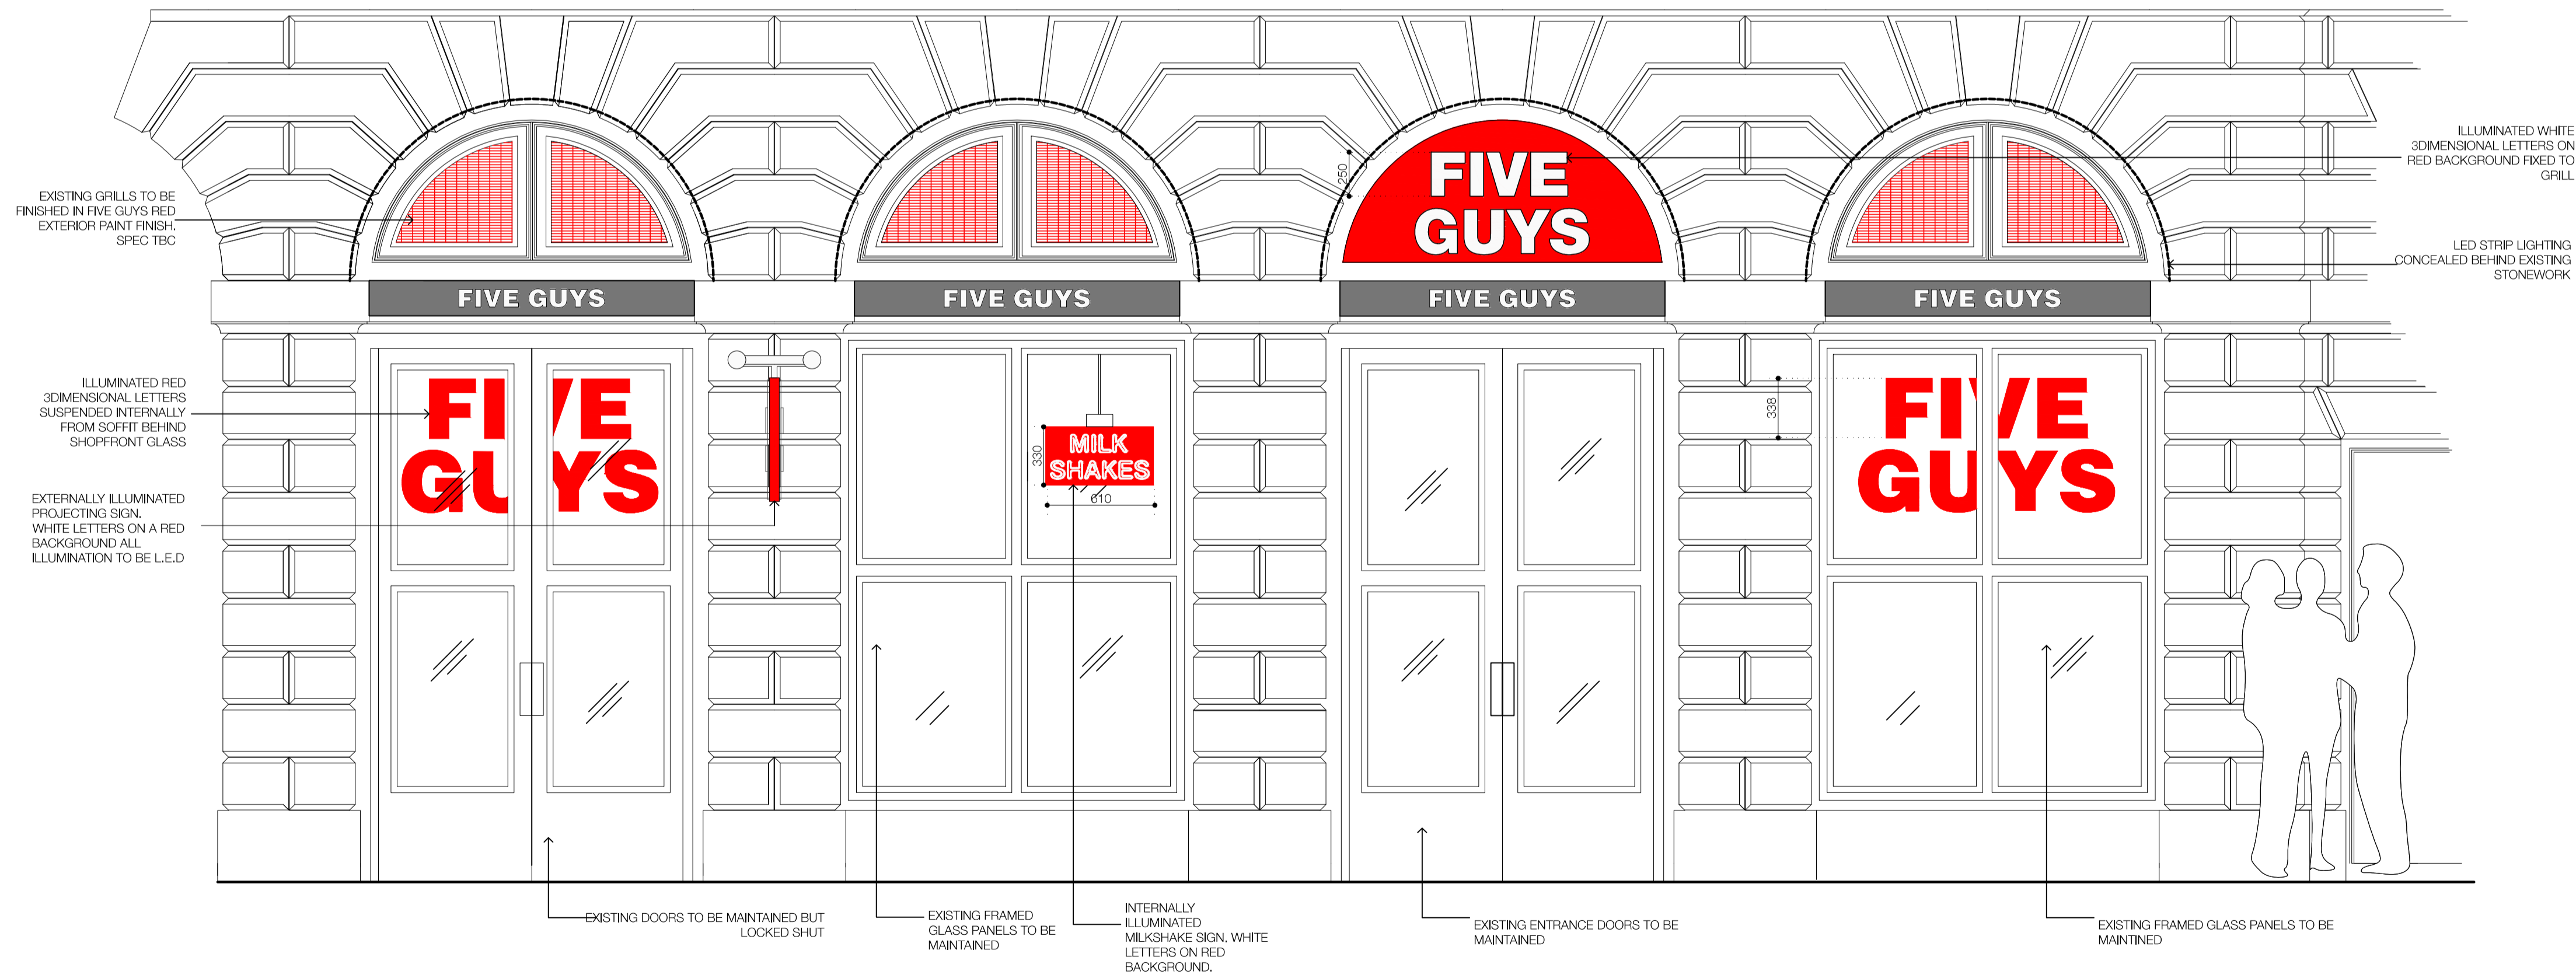 ILLUMINATED WHITE
3DIMENSIONAL LETTERS ON
RED BACKGROUND FIXED TO
GRILL
FIVE
GUYS
250
EXISTING GRILLS TO BE
FINISHED IN FIVE GUYS RED
EXTERIOR PAINT FINISH.
SPEC TBC
LED STRIP LIGHTING
CONCEALED BEHIND EXISTING
STONEWORK
FIVE GUYS
FIVE GUYS
FIVE GUYS
FIVE GUYS
ILLUMINATED RED
3DIMENSIONAL LETTERS
SUSPENDED INTERNALLY
FROM SOFFIT BEHIND
SHOPFRONT GLASS
FIVE
GUYS
MILK
SHAKES
330
610
338
FIVE
GUYS
EXTERNALLY ILLUMINATED
PROJECTING SIGN.
WHITE LETTERS ON A RED
BACKGROUND ALL
ILLUMINATION TO BE L.E.D
EXISTING DOORS TO BE MAINTAINED BUT
LOCKED SHUT
EXISTING FRAMED
GLASS PANELS TO BE
MAINTAINED
INTERNALLY
ILLUMINATED
MILKSHAKE SIGN, WHITE
LETTERS ON RED
BACKGROUND.
EXISTING ENTRANCE DOORS TO BE
MAINTAINED
EXISTING FRAMED GLASS PANELS TO BE
MAINTINED